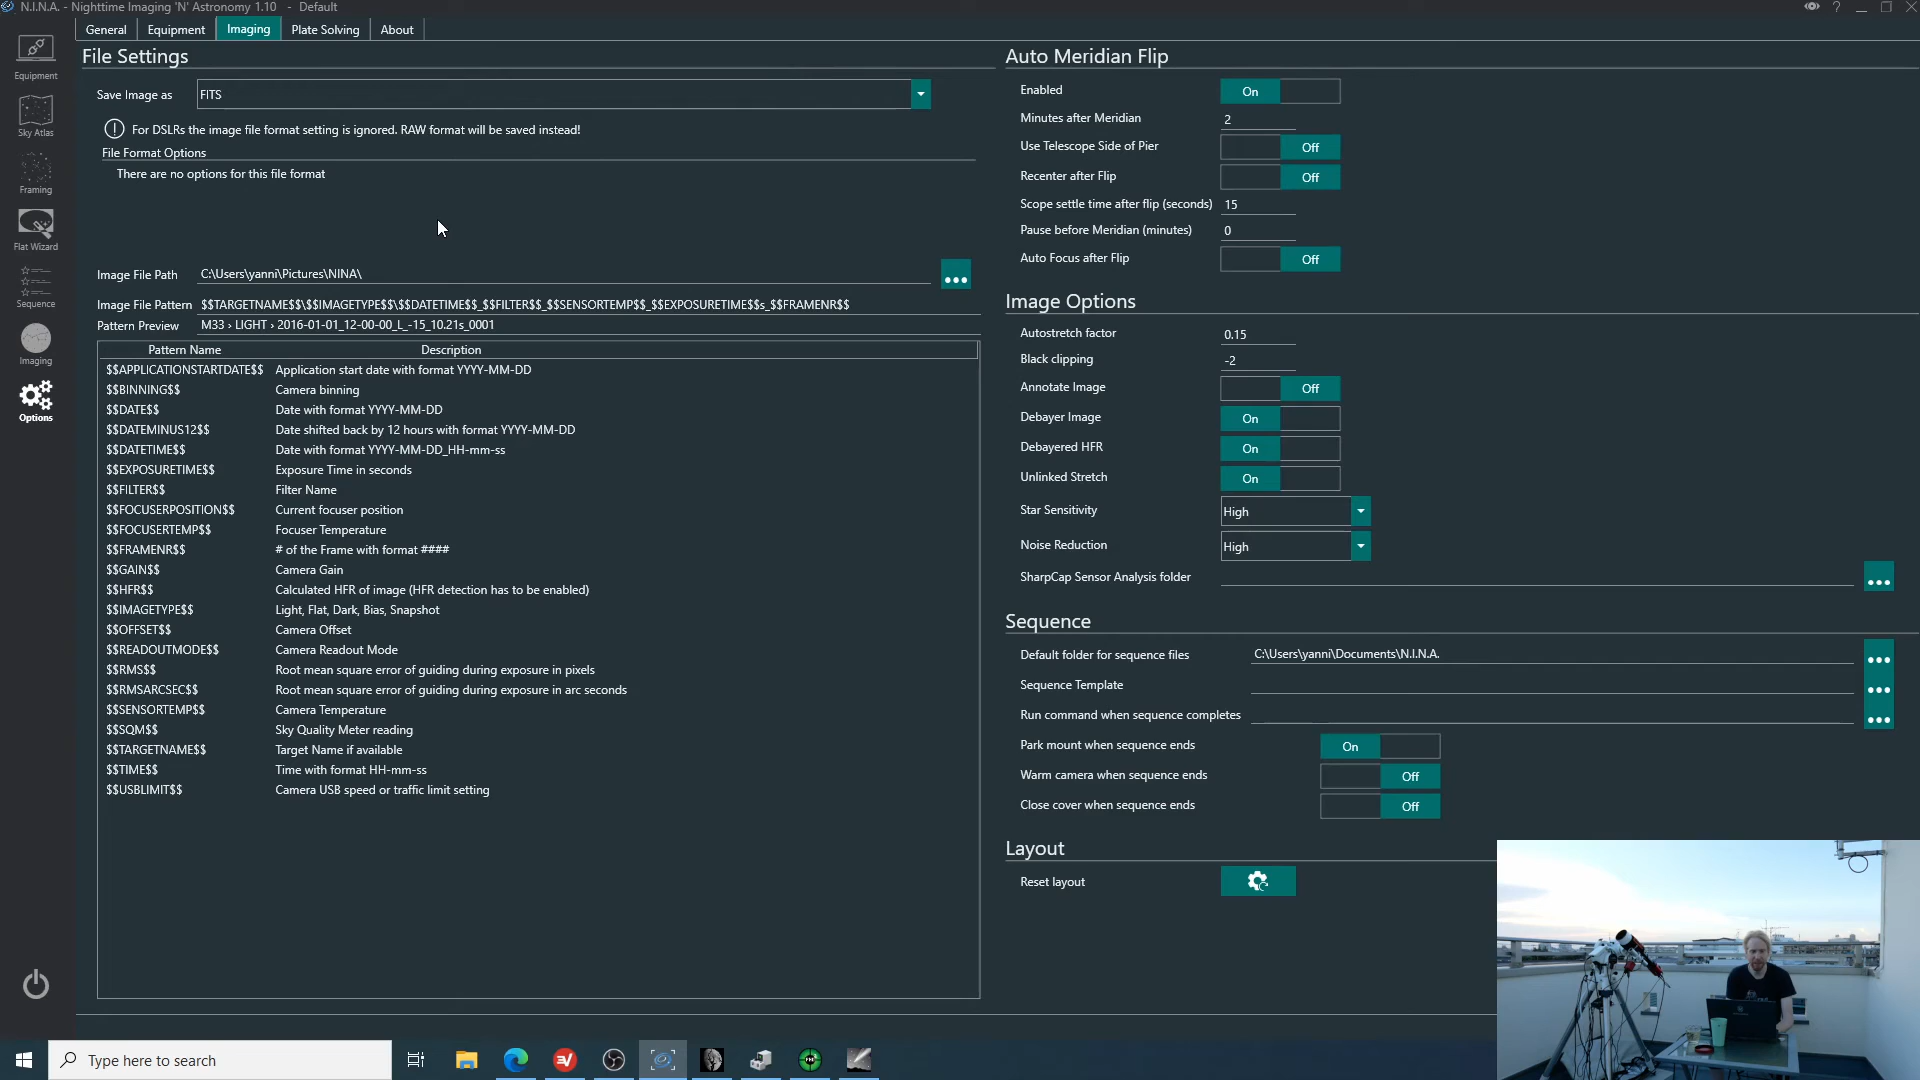 N.I.N.A. - Nighttime Imaging 'N' Astronomy 1.10 - Default
General Equipment Imaging Plate Solving About
Equipment
Sky Atlas
Framing
Flat Wizard
Sequence
Imaging
Options
File Settings
Save Image as FITS
For DSLRs the image file format setting is ignored. RAW format will be saved instead!
File Format Options
There are no options for this file format
Image File Path C:\Users\yanni\Pictures\NINA\
Image File Pattern $$TARGETNAME$$\$$IMAGETYPE$$\$$DATETIME$$_$$FILTER$$_$$SENSORTEMP$$_$$EXPOSURETIME$$s_$$FRAMENR$$
Pattern Preview M33 › LIGHT › 2016-01-01_12-00-00_L_-15_10.21s_0001
Pattern Name Description
$$APPLICATIONSTARTDATE$$ Application start date with format YYYY-MM-DD
$$BINNING$$ Camera binning
$$DATE$$ Date with format YYYY-MM-DD
$$DATEMINUS12$$ Date shifted back by 12 hours with format YYYY-MM-DD
$$DATETIME$$ Date with format YYYY-MM-DD_HH-mm-ss
$$EXPOSURETIME$$ Exposure Time in seconds
$$FILTER$$ Filter Name
$$FOCUSERPOSITION$$ Current focuser position
$$FOCUSERTEMP$$ Focuser Temperature
$$FRAMENR$$ # of the Frame with format ####
$$GAIN$$ Camera Gain
$$HFR$$ Calculated HFR of image (HFR detection has to be enabled)
$$IMAGETYPE$$ Light, Flat, Dark, Bias, Snapshot
$$OFFSET$$ Camera Offset
$$READOUTMODE$$ Camera Readout Mode
$$RMS$$ Root mean square error of guiding during exposure in pixels
$$RMSARCSEC$$ Root mean square error of guiding during exposure in arc seconds
$$SENSORTEMP$$ Camera Temperature
$$SQM$$ Sky Quality Meter reading
$$TARGETNAME$$ Target Name if available
$$TIME$$ Time with format HH-mm-ss
$$USBLIMIT$$ Camera USB speed or traffic limit setting
Auto Meridian Flip
Enabled On
Minutes after Meridian 2
Use Telescope Side of Pier Off
Recenter after Flip Off
Scope settle time after flip (seconds) 15
Pause before Meridian (minutes) 0
Auto Focus after Flip Off
Image Options
Autostretch factor 0.15
Black clipping -2
Annotate Image Off
Debayer Image On
Debayered HFR On
Unlinked Stretch On
Star Sensitivity High
Noise Reduction High
SharpCap Sensor Analysis folder
Sequence
Default folder for sequence files C:\Users\yanni\Documents\N.I.N.A.
Sequence Template
Run command when sequence completes
Park mount when sequence ends On
Warm camera when sequence ends Off
Close cover when sequence ends Off
Layout
Reset layout
Type here to search